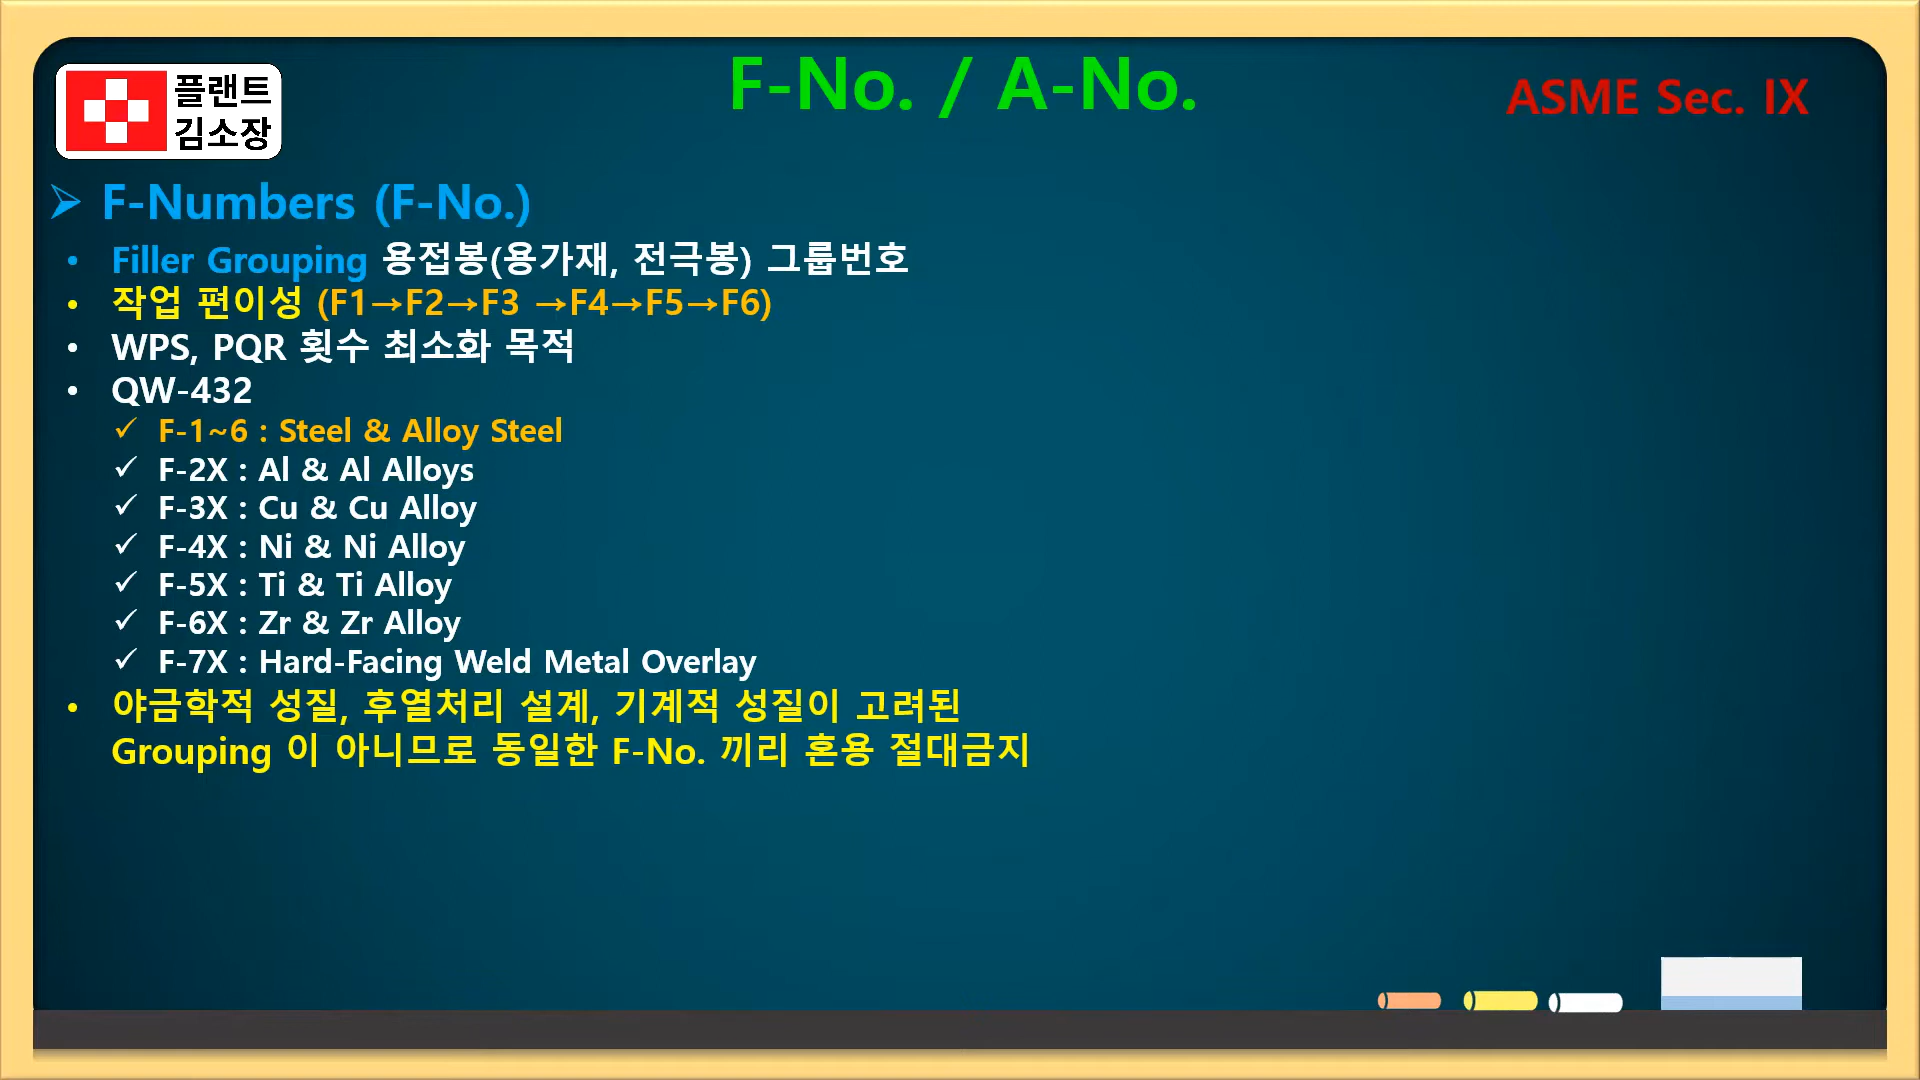 플랜트
김소장
F-No. / A-No.
ASME Sec. IX
➢ F-Numbers (F-No.)
• Filler Grouping 용접봉(용가재, 전극봉) 그룹번호
• 작업 편이성 (F1→F2→F3 →F4→F5→F6)
• WPS, PQR 횟수 최소화 목적
• QW-432
✓ F-1~6 : Steel & Alloy Steel
✓ F-2X : Al & Al Alloys
✓ F-3X : Cu & Cu Alloy
✓ F-4X : Ni & Ni Alloy
✓ F-5X : Ti & Ti Alloy
✓ F-6X : Zr & Zr Alloy
✓ F-7X : Hard-Facing Weld Metal Overlay
• 야금학적 성질, 후열처리 설계, 기계적 성질이 고려된
Grouping 이 아니므로 동일한 F-No. 끼리 혼용 절대금지